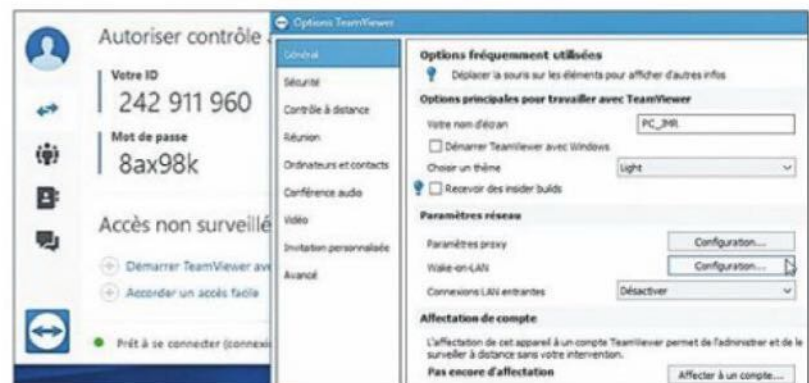 Autoriser contrôle
Votre ID
242 911 960
Mot de passe
8ax98k
Accès non surveillé
Démarrer TeamViewer ave
Accorder un accès facile
Prêt à se connecter (connexi
Options TeamViewer
Général
Sécurité
Contrôle à distance
Réunion
Ordinateurs et contacts
Conférence audio
Vidéo
Invitation personnalisée
Avancé
Options fréquemment utilisées
Déplacer la souris sur les éléments pour afficher d'autres infos
Options principales pour travailler avec TeamViewer
Votre nom d'écran PC_JMR
Démarrer TeamViewer avec Windows
Choisir un thème Light
Recevoir des insider builds
Paramètres réseau
Paramètres proxy Configuration...
Wake-on-LAN Configuration...
Connexions LAN entrantes Désactiver
Affectation de compte
L'affectation de cet appareil à un compte TeamViewer permet de l'administrer et de le
surveiller à distance sans votre intervention.
Pas encore d'affectation Affecter à un compte...